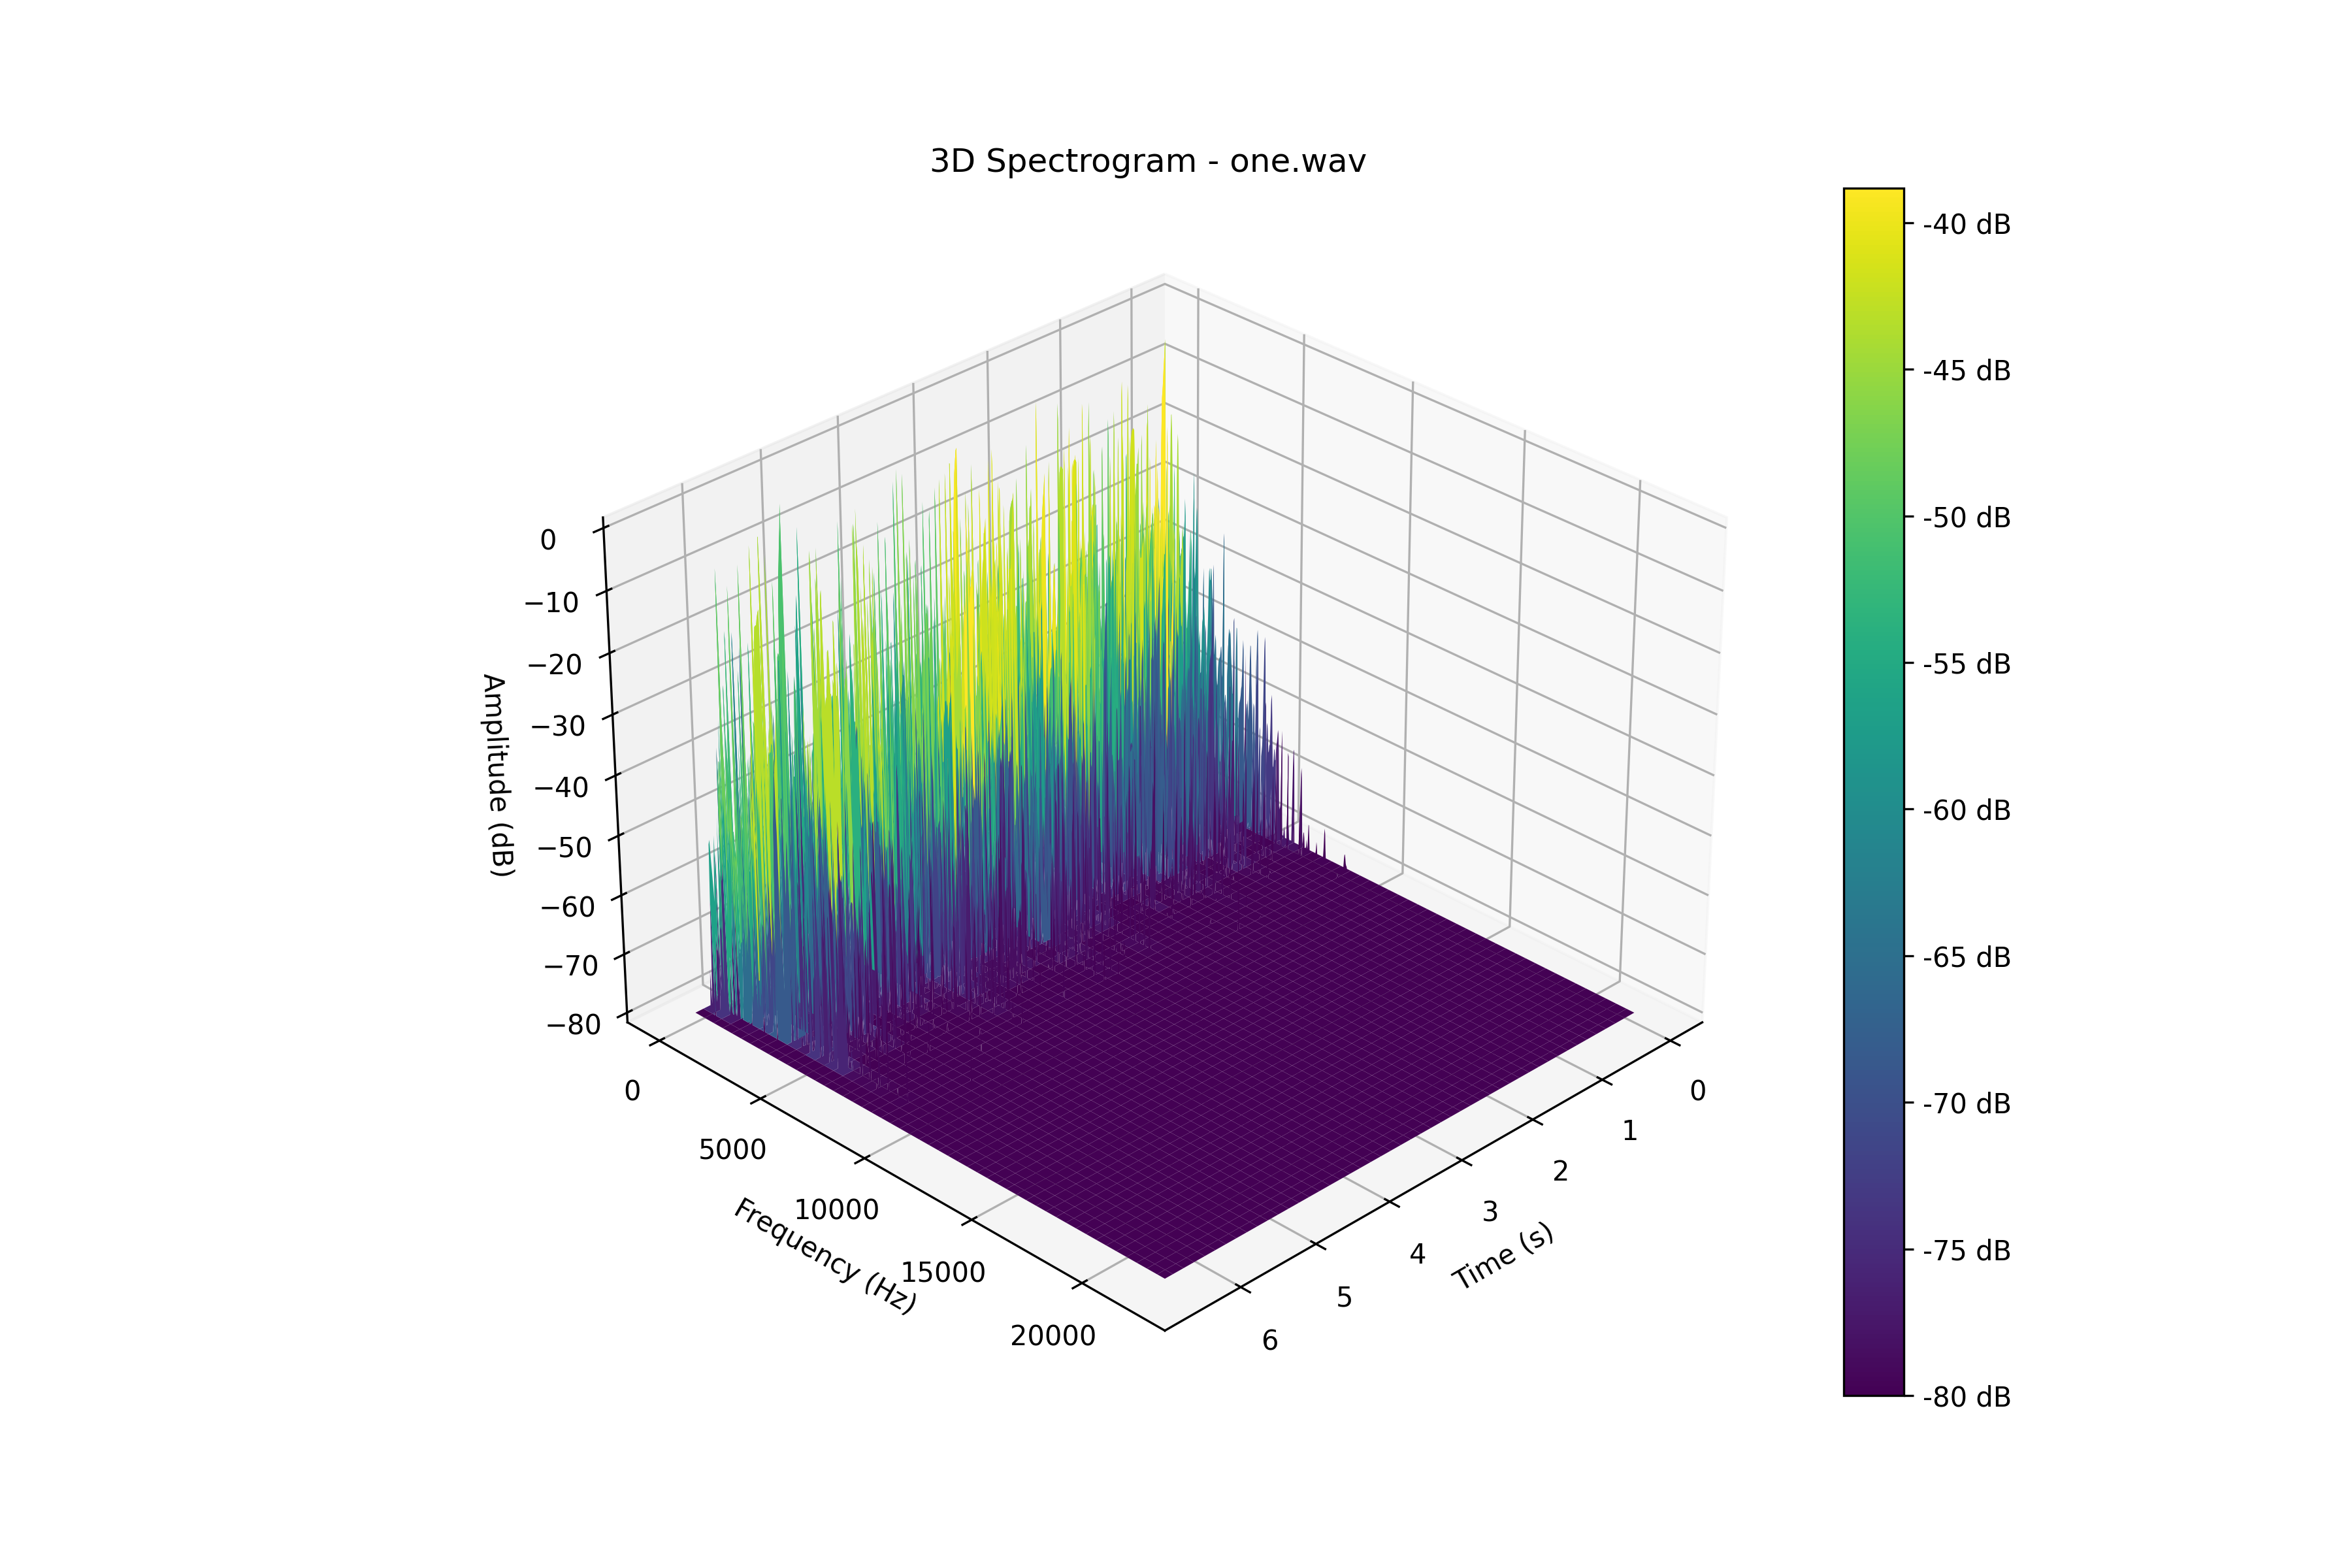 3D Spectrogram - one.wav
-40 dB
-45 dB
-50 dB
-55 dB
-60 dB
-65 dB
-70 dB
-75 dB
-80 dB
0
−10
−20
−30
−40
−50
−60
−70
−80
Amplitude (dB)
0
5000
10000
15000
20000
Frequency (Hz)
0
1
2
3
4
5
6
Time (s)